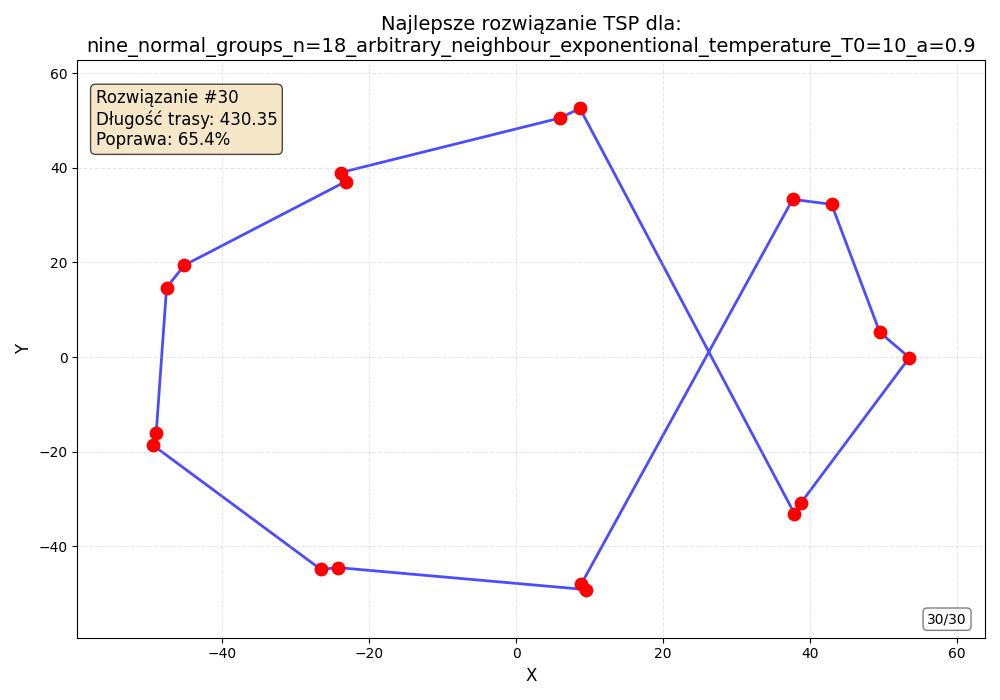 Najlepsze rozwiązanie TSP dla:
nine_normal_groups_n=18_arbitrary_neighbour_exponentional_temperature_T0=10_a=0.9
Rozwiązanie #30
Długość trasy: 430.35
Poprawa: 65.4%
60
40
20
0
−20
−40
Y
30/30
−40
−20
0
20
40
60
X